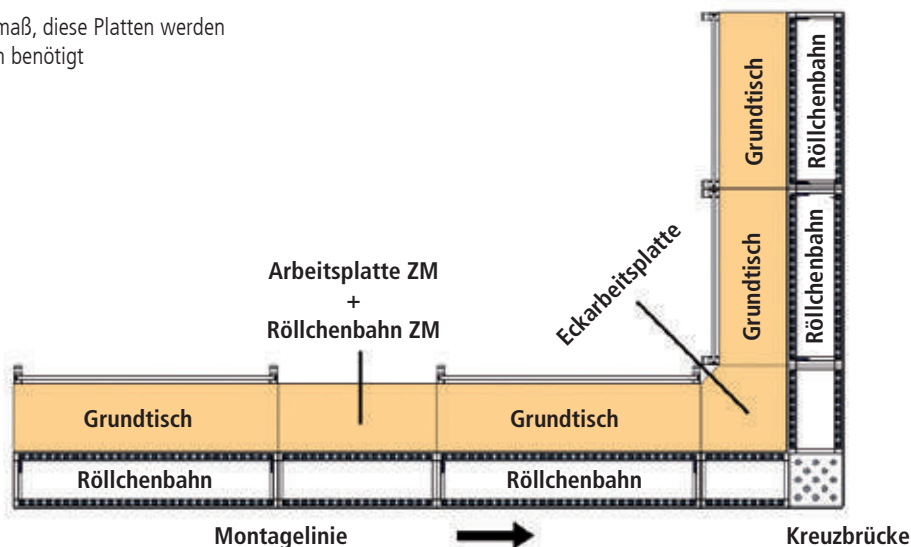 maß, diese Platten werden
benötigt
Grundtisch
Röllchenbahn
Grundtisch
Röllchenbahn
Eckarbeitsplatte
Arbeitsplatte ZM
+
Röllchenbahn ZM
Grundtisch
Grundtisch
Röllchenbahn
Röllchenbahn
Montagelinie
Kreuzbrücke